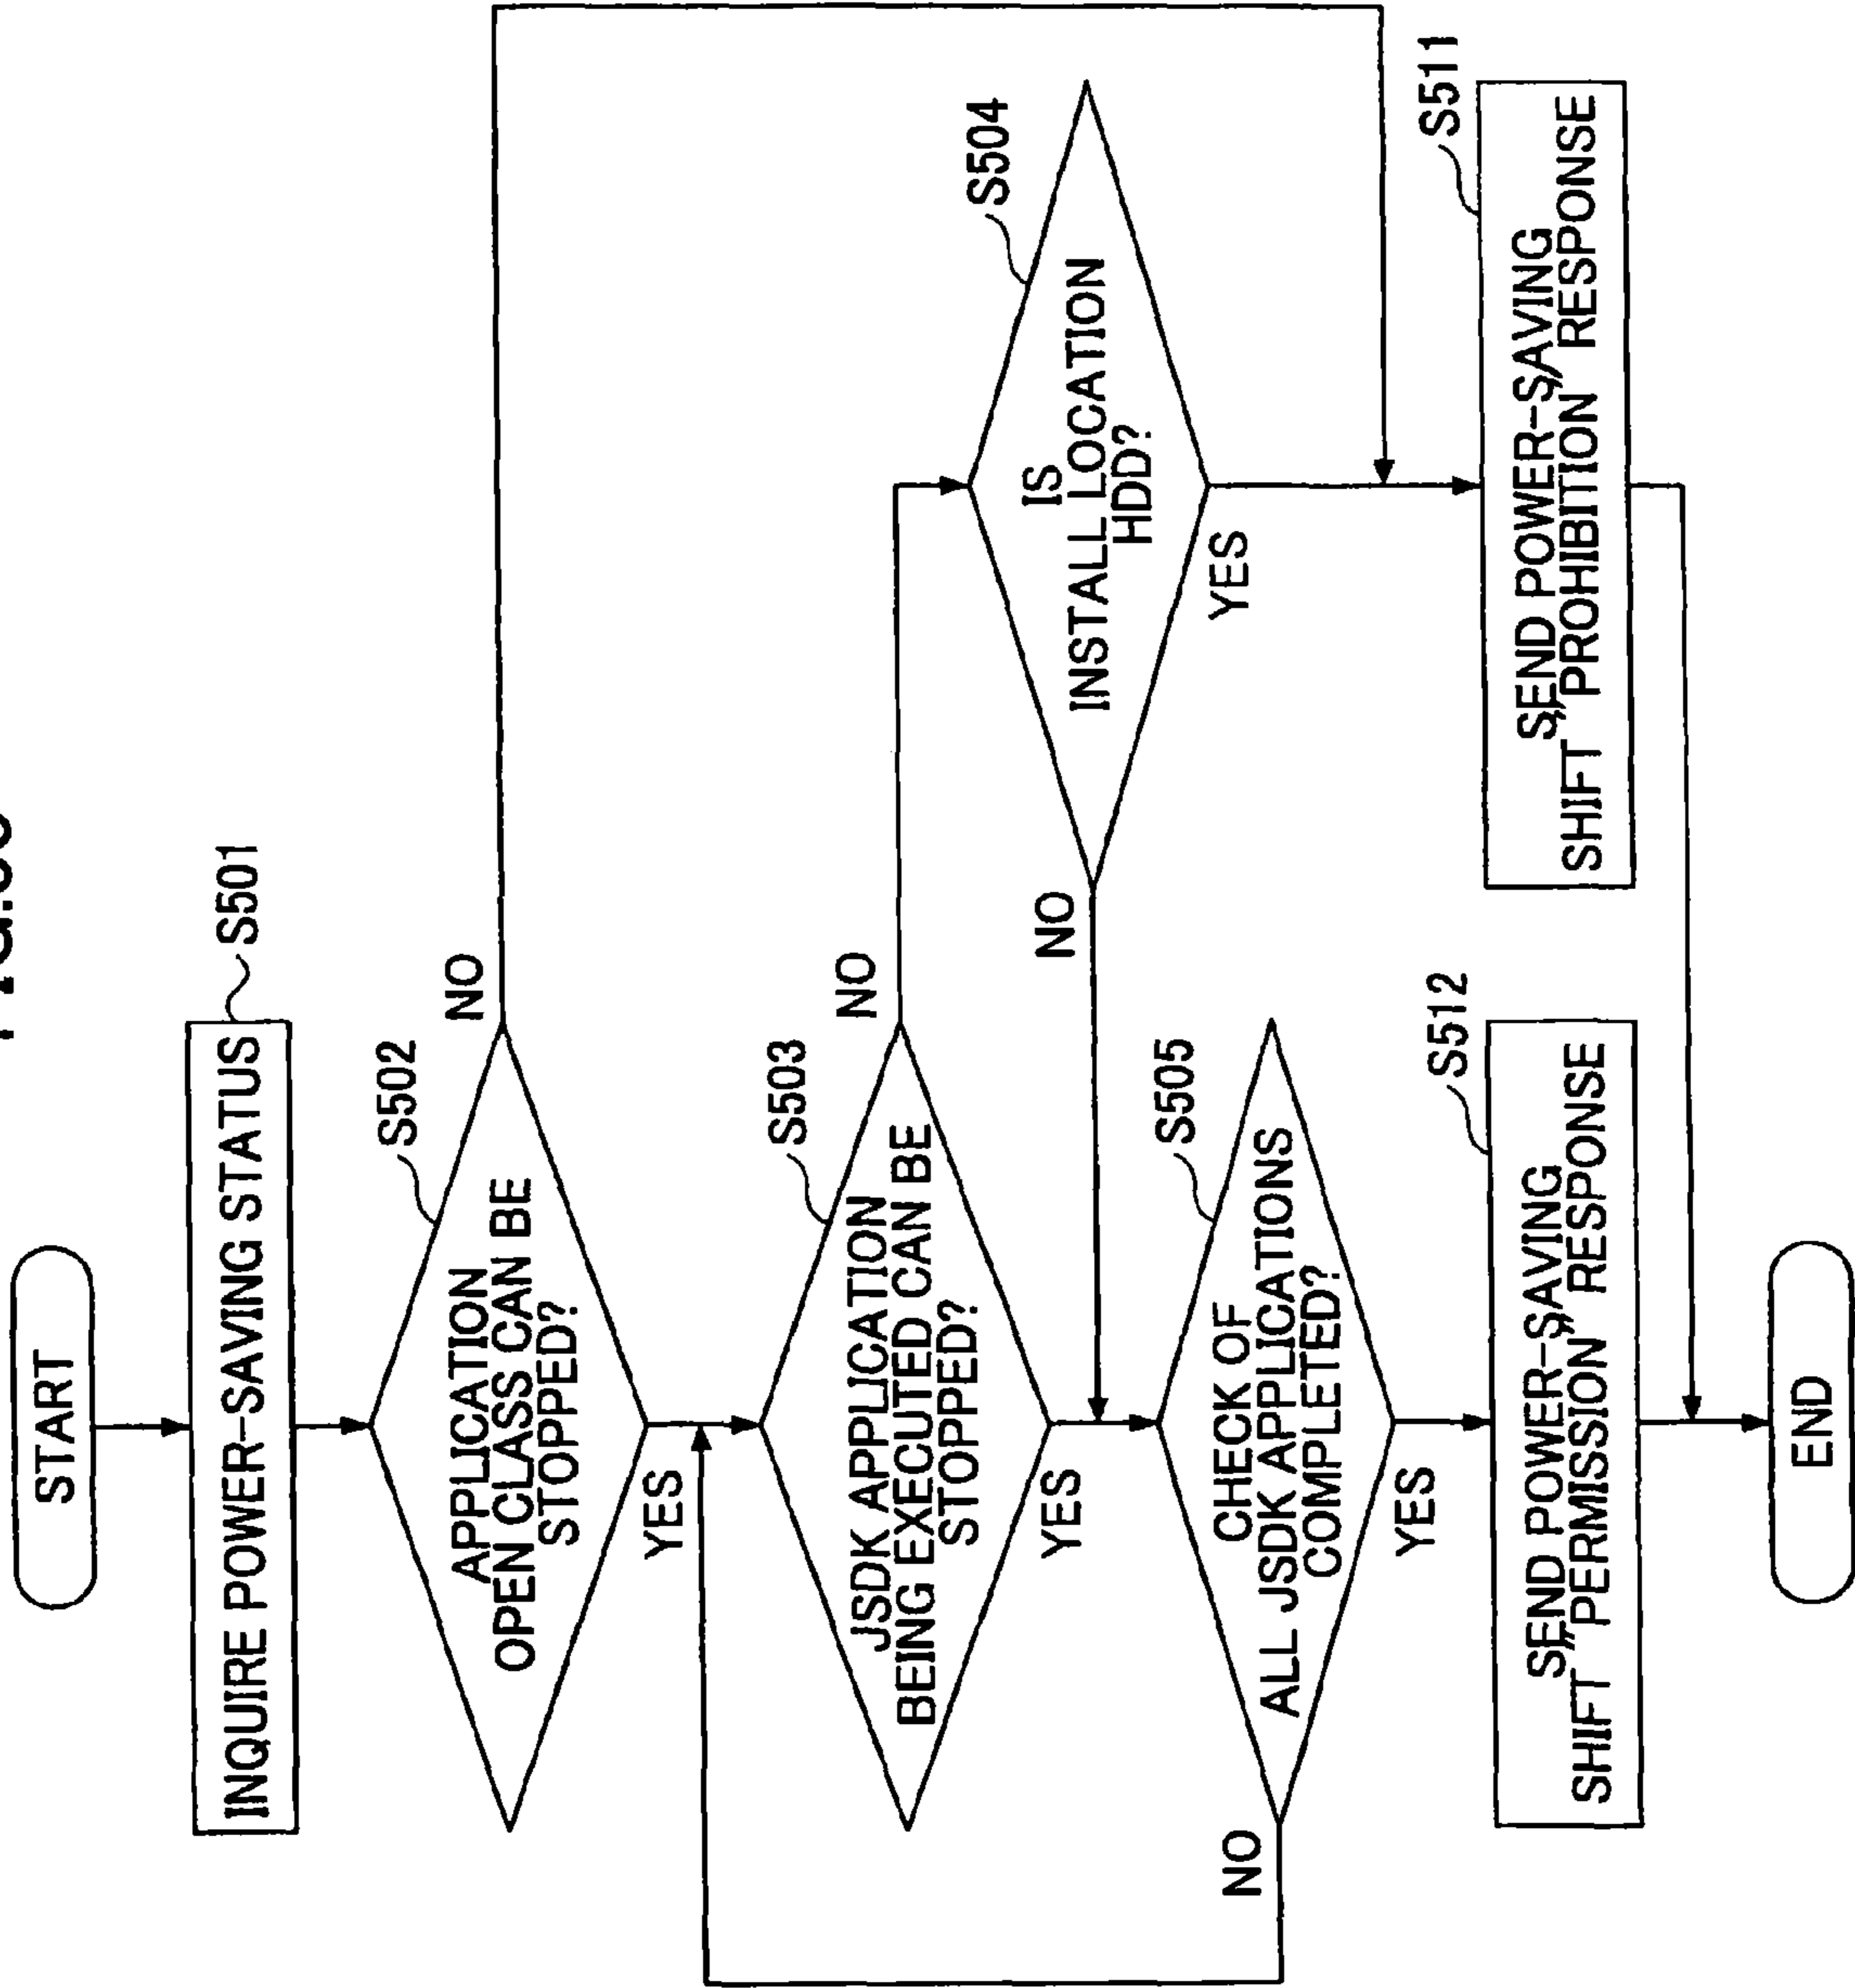 START
S501
INQUIRE POWER-SAVING STATUS
S502
APPLICATION
OPEN CLASS CAN BE
STOPPED?
NO
YES
S503
JSDK APPLICATION
BEING EXECUTED CAN BE
STOPPED?
NO
YES
S504
IS
INSTALL LOCATION
HDD?
NO
YES
S505
CHECK OF
ALL JSDK APPLICATIONS
COMPLETED?
NO
YES
S511
SEND POWER-SAVING
SHIFT PROHIBITION RESPONSE
S512
SEND POWER-SAVING
SHIFT PERMISSION RESPONSE
END